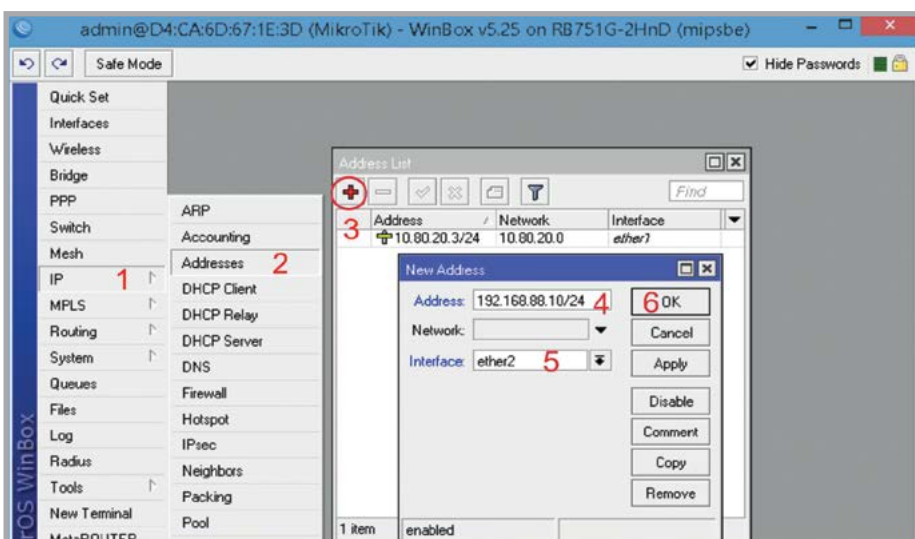 admin@D4:CA:6D:67:1E:3D (MikroTik) - WinBox v5.25 on RB751G-2HnD (mipsbe)
Safe Mode
Hide Passwords
Quick Set
Interfaces
Wireless
Bridge
PPP
Switch
Mesh
IP 1
MPLS
Routing
System
Queues
Files
Log
Radius
Tools
New Terminal
MetaROUTER
ARP
Accounting
Addresses 2
DHCP Client
DHCP Relay
DHCP Server
DNS
Firewall
Hotspot
IPsec
Neighbors
Packing
Pool
Address List
Find
3
Address / Network Interface
10.80.20.3/24 10.80.20.0 ether1
New Address
Address: 192.168.88.10/24 4
Network:
Interface: ether2 5
6 OK
Cancel
Apply
Disable
Comment
Copy
Remove
1 item
enabled
rOS WinBox